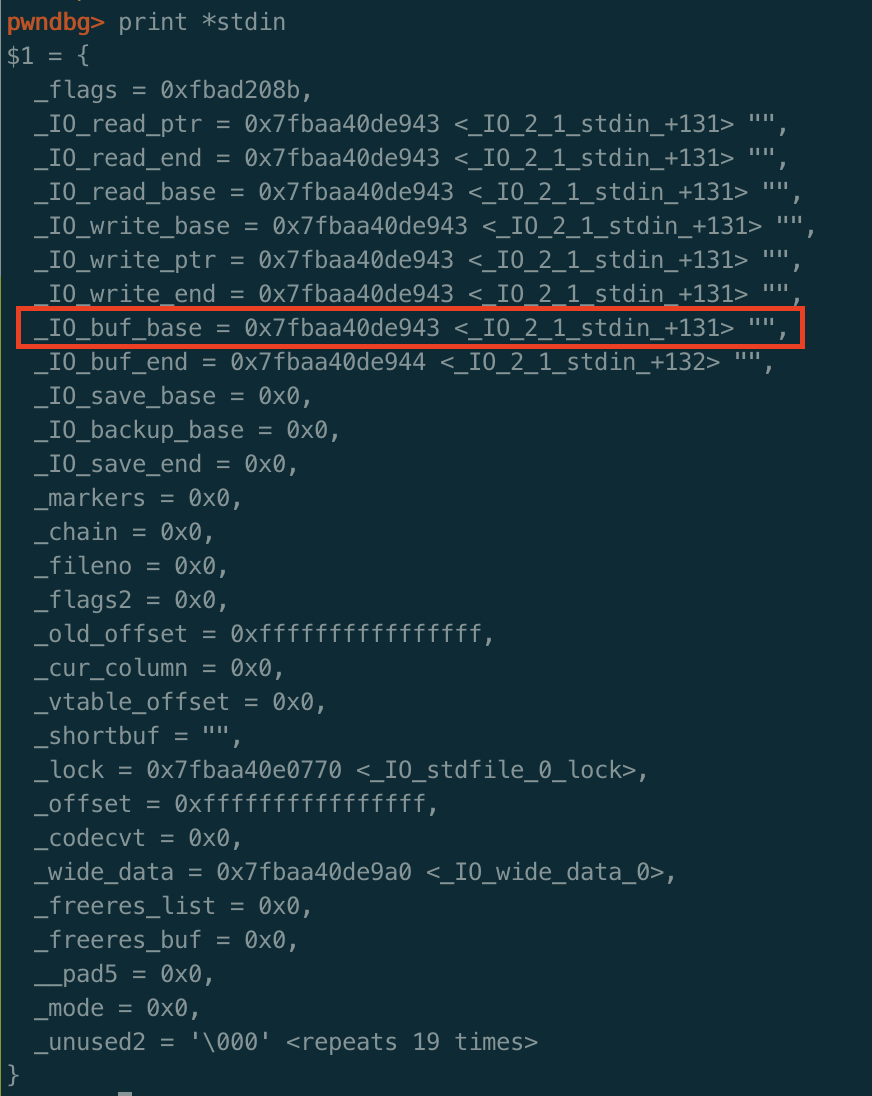 pwndbg> print *stdin
$1 = {
  _flags = 0xfbad208b,
  _IO_read_ptr = 0x7fbaa40de943 <_IO_2_1_stdin_+131> "",
  _IO_read_end = 0x7fbaa40de943 <_IO_2_1_stdin_+131> "",
  _IO_read_base = 0x7fbaa40de943 <_IO_2_1_stdin_+131> "",
  _IO_write_base = 0x7fbaa40de943 <_IO_2_1_stdin_+131> "",
  _IO_write_ptr = 0x7fbaa40de943 <_IO_2_1_stdin_+131> "",
  _IO_write_end = 0x7fbaa40de943 <_IO_2_1_stdin_+131> "",
  _IO_buf_base = 0x7fbaa40de943 <_IO_2_1_stdin_+131> "",
  _IO_buf_end = 0x7fbaa40de944 <_IO_2_1_stdin_+132> "",
  _IO_save_base = 0x0,
  _IO_backup_base = 0x0,
  _IO_save_end = 0x0,
  _markers = 0x0,
  _chain = 0x0,
  _fileno = 0x0,
  _flags2 = 0x0,
  _old_offset = 0xffffffffffffffff,
  _cur_column = 0x0,
  _vtable_offset = 0x0,
  _shortbuf = "",
  _lock = 0x7fbaa40e0770 <_IO_stdfile_0_lock>,
  _offset = 0xffffffffffffffff,
  _codecvt = 0x0,
  _wide_data = 0x7fbaa40de9a0 <_IO_wide_data_0>,
  _freeres_list = 0x0,
  _freeres_buf = 0x0,
  __pad5 = 0x0,
  _mode = 0x0,
  _unused2 = '\000' <repeats 19 times>
}